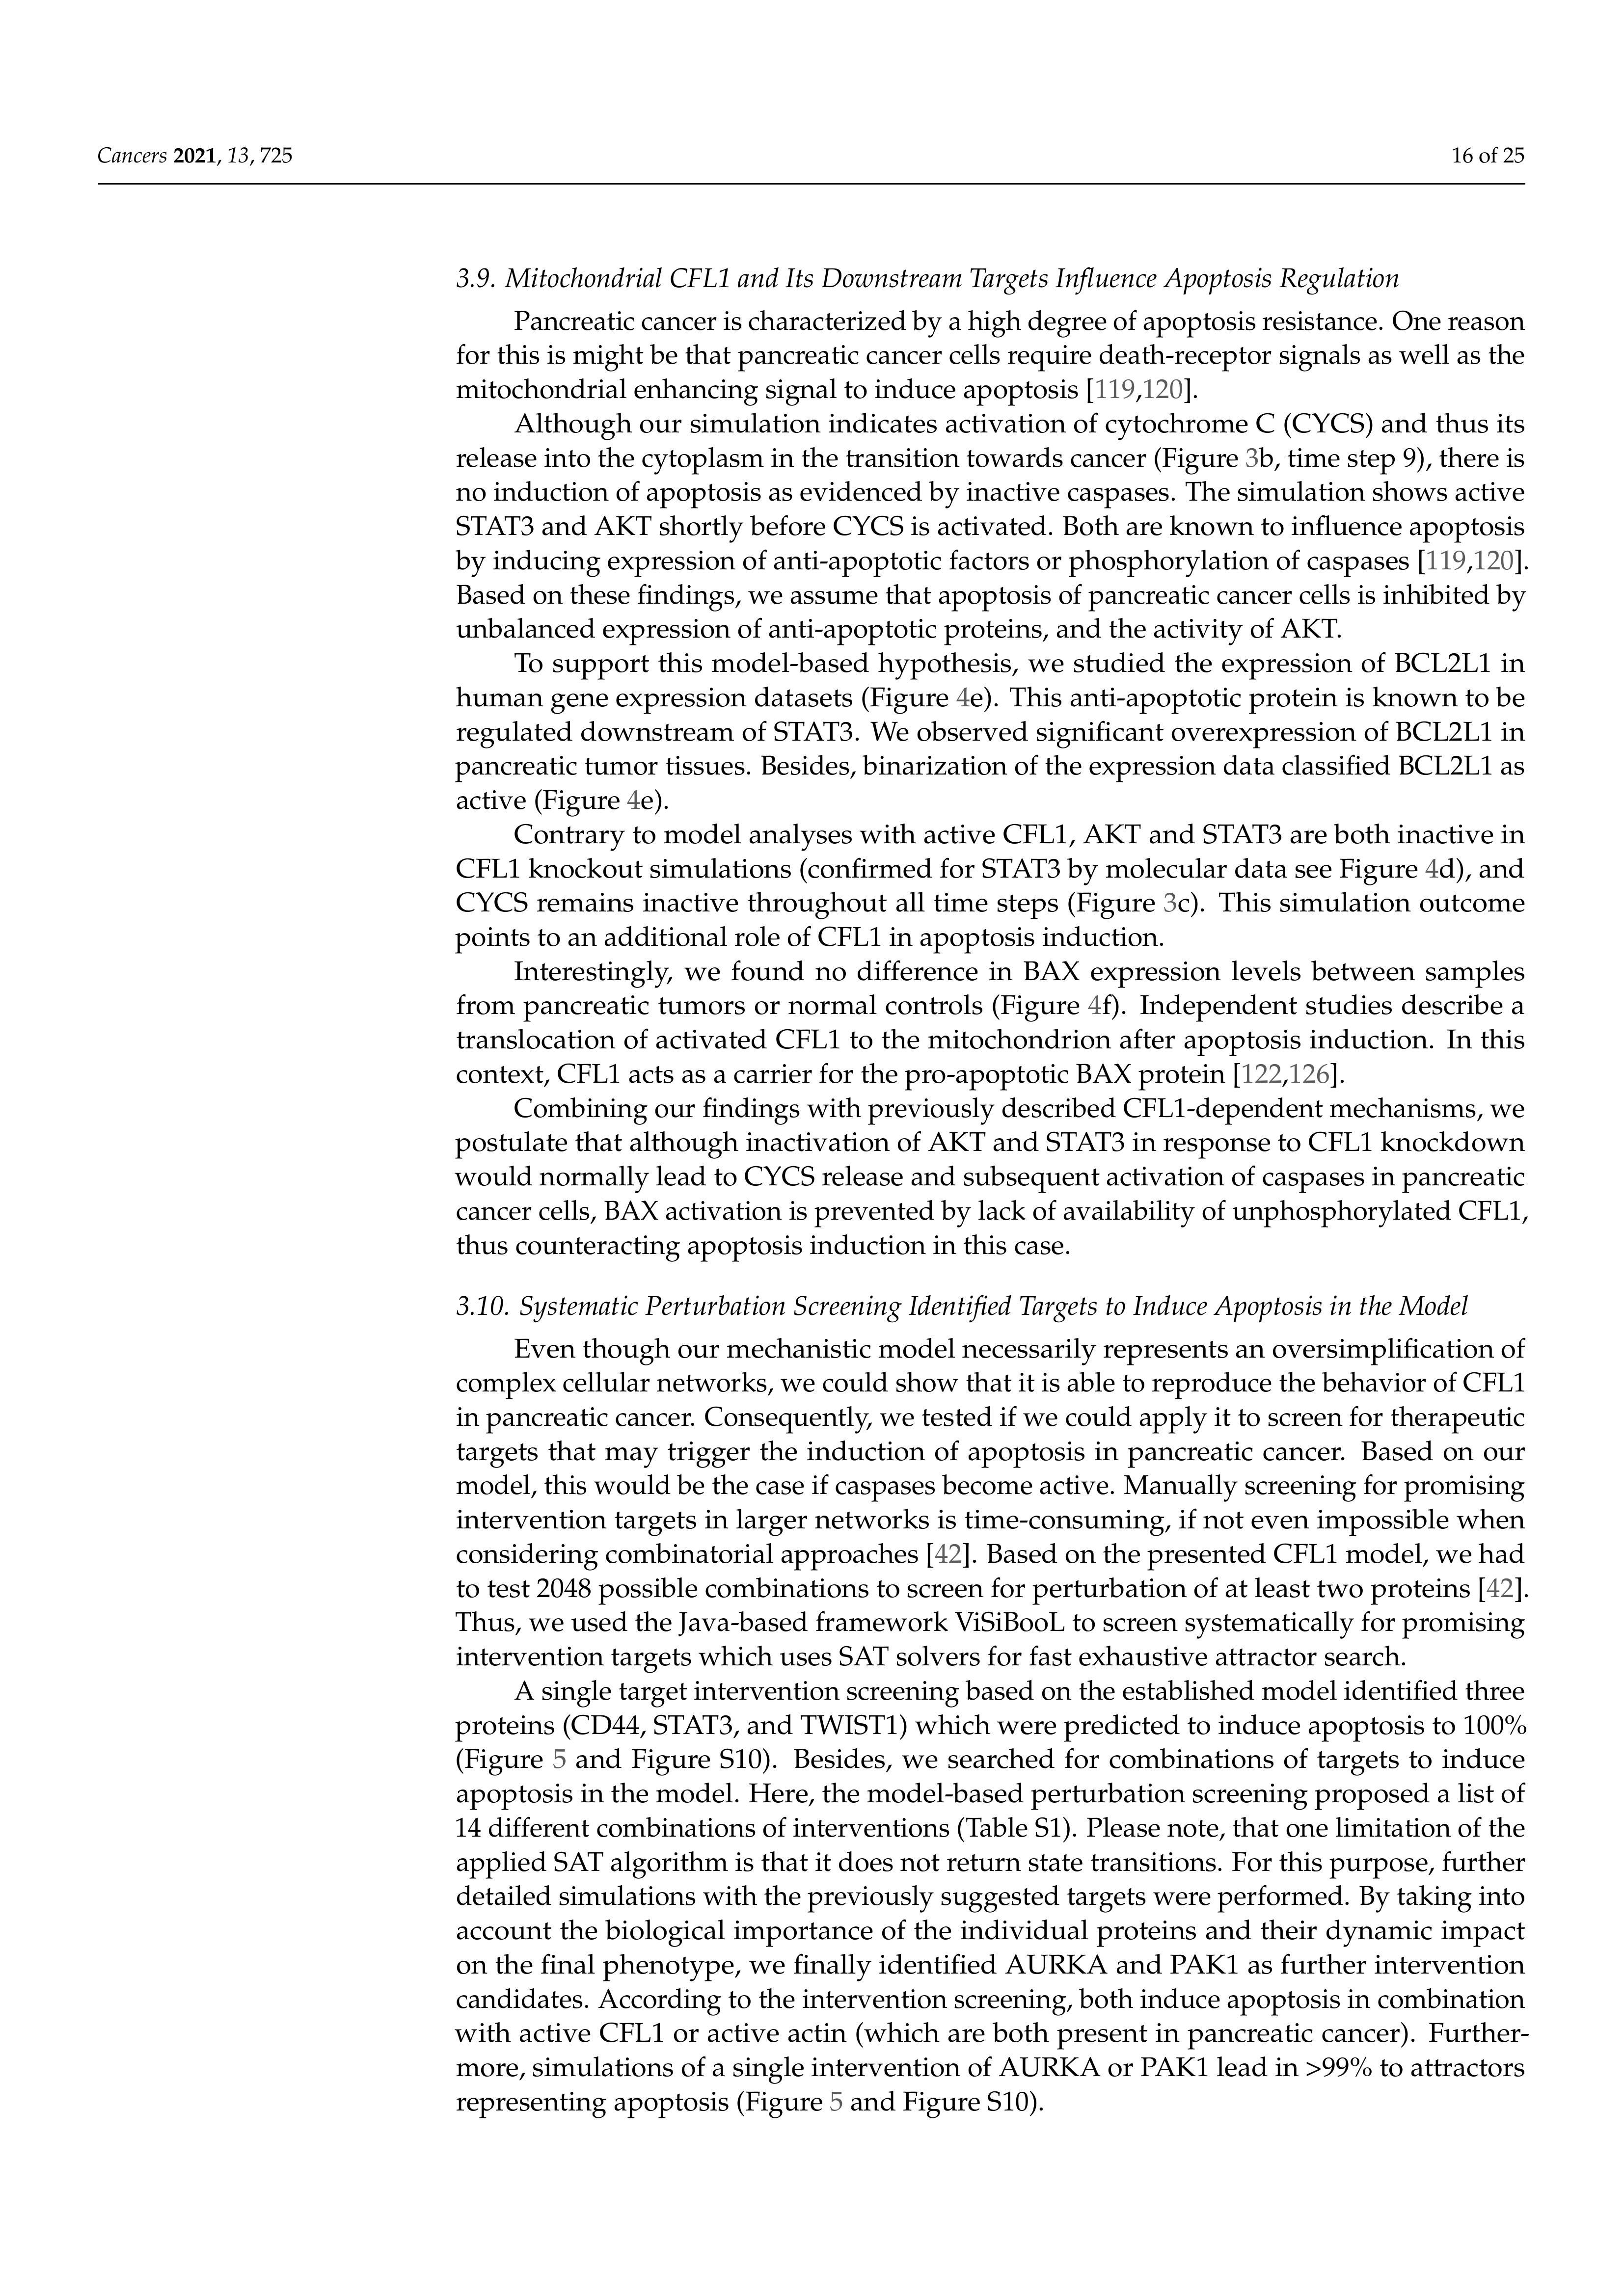 Cancers 2021, 13, 725
16 of 25
3.9. Mitochondrial CFL1 and Its Downstream Targets Influence Apoptosis Regulation
Pancreatic cancer is characterized by a high degree of apoptosis resistance. One reason
for this is might be that pancreatic cancer cells require death-receptor signals as well as the
mitochondrial enhancing signal to induce apoptosis [119,120].
Although our simulation indicates activation of cytochrome C (CYCS) and thus its
release into the cytoplasm in the transition towards cancer (Figure 3b, time step 9), there is
no induction of apoptosis as evidenced by inactive caspases. The simulation shows active
STAT3 and AKT shortly before CYCS is activated. Both are known to influence apoptosis
by inducing expression of anti-apoptotic factors or phosphorylation of caspases [119,120].
Based on these findings, we assume that apoptosis of pancreatic cancer cells is inhibited by
unbalanced expression of anti-apoptotic proteins, and the activity of AKT.
To support this model-based hypothesis, we studied the expression of BCL2L1 in
human gene expression datasets (Figure 4e). This anti-apoptotic protein is known to be
regulated downstream of STAT3. We observed significant overexpression of BCL2L1 in
pancreatic tumor tissues. Besides, binarization of the expression data classified BCL2L1 as
active (Figure 4e).
Contrary to model analyses with active CFL1, AKT and STAT3 are both inactive in
CFL1 knockout simulations (confirmed for STAT3 by molecular data see Figure 4d), and
CYCS remains inactive throughout all time steps (Figure 3c). This simulation outcome
points to an additional role of CFL1 in apoptosis induction.
Interestingly, we found no difference in BAX expression levels between samples
from pancreatic tumors or normal controls (Figure 4f). Independent studies describe a
translocation of activated CFL1 to the mitochondrion after apoptosis induction. In this
context, CFL1 acts as a carrier for the pro-apoptotic BAX protein [122,126].
Combining our findings with previously described CFL1-dependent mechanisms, we
postulate that although inactivation of AKT and STAT3 in response to CFL1 knockdown
would normally lead to CYCS release and subsequent activation of caspases in pancreatic
cancer cells, BAX activation is prevented by lack of availability of unphosphorylated CFL1,
thus counteracting apoptosis induction in this case.
3.10. Systematic Perturbation Screening Identified Targets to Induce Apoptosis in the Model
Even though our mechanistic model necessarily represents an oversimplification of
complex cellular networks, we could show that it is able to reproduce the behavior of CFL1
in pancreatic cancer. Consequently, we tested if we could apply it to screen for therapeutic
targets that may trigger the induction of apoptosis in pancreatic cancer. Based on our
model, this would be the case if caspases become active. Manually screening for promising
intervention targets in larger networks is time-consuming, if not even impossible when
considering combinatorial approaches [42]. Based on the presented CFL1 model, we had
to test 2048 possible combinations to screen for perturbation of at least two proteins [42].
Thus, we used the Java-based framework ViSiBooL to screen systematically for promising
intervention targets which uses SAT solvers for fast exhaustive attractor search.
A single target intervention screening based on the established model identified three
proteins (CD44, STAT3, and TWIST1) which were predicted to induce apoptosis to 100%
(Figure 5 and Figure S10). Besides, we searched for combinations of targets to induce
apoptosis in the model. Here, the model-based perturbation screening proposed a list of
14 different combinations of interventions (Table S1). Please note, that one limitation of the
applied SAT algorithm is that it does not return state transitions. For this purpose, further
detailed simulations with the previously suggested targets were performed. By taking into
account the biological importance of the individual proteins and their dynamic impact
on the final phenotype, we finally identified AURKA and PAK1 as further intervention
candidates. According to the intervention screening, both induce apoptosis in combination
with active CFL1 or active actin (which are both present in pancreatic cancer). Further-
more, simulations of a single intervention of AURKA or PAK1 lead in >99% to attractors
representing apoptosis (Figure 5 and Figure S10).